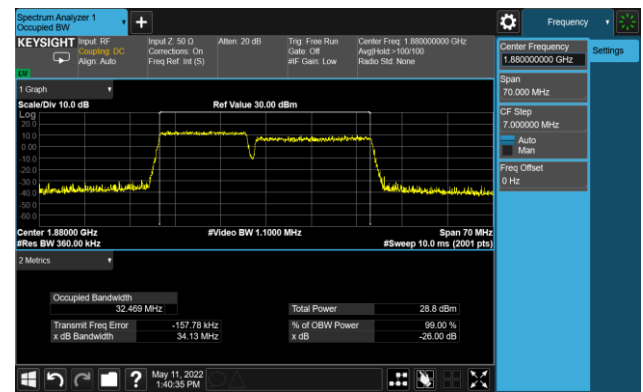 Spectrum Analyzer 1
Occupied BW
Frequency
KEYSIGHT
Input: RF
Coupling: DC
Align: Auto
Input Z: 50 Ω
Corrections: On
Freq Ref: Int (S)
Atten: 20 dB
Trig: Free Run
Gate: Off
#IF Gain: Low
Center Freq: 1.880000000 GHz
Avg|Hold:>100/100
Radio Std: None
Center Frequency
1.880000000 GHz
Settings
Span
70.000 MHz
CF Step
7.000000 MHz
Auto
Man
Freq Offset
0 Hz
1 Graph
Scale/Div 10.0 dB
Ref Value 30.00 dBm
Log
20.0
10.0
0.00
-10.0
-20.0
-30.0
-40.0
-50.0
-60.0
Center 1.88000 GHz
#Video BW 1.1000 MHz
Span 70 MHz
#Res BW 360.00 kHz
#Sweep 10.0 ms (2001 pts)
2 Metrics
Occupied Bandwidth
32.469 MHz
Total Power
28.8 dBm
Transmit Freq Error
-157.78 kHz
% of OBW Power
99.00 %
x dB Bandwidth
34.13 MHz
x dB
-26.00 dB
?
May 11, 2022
1:40:35 PM